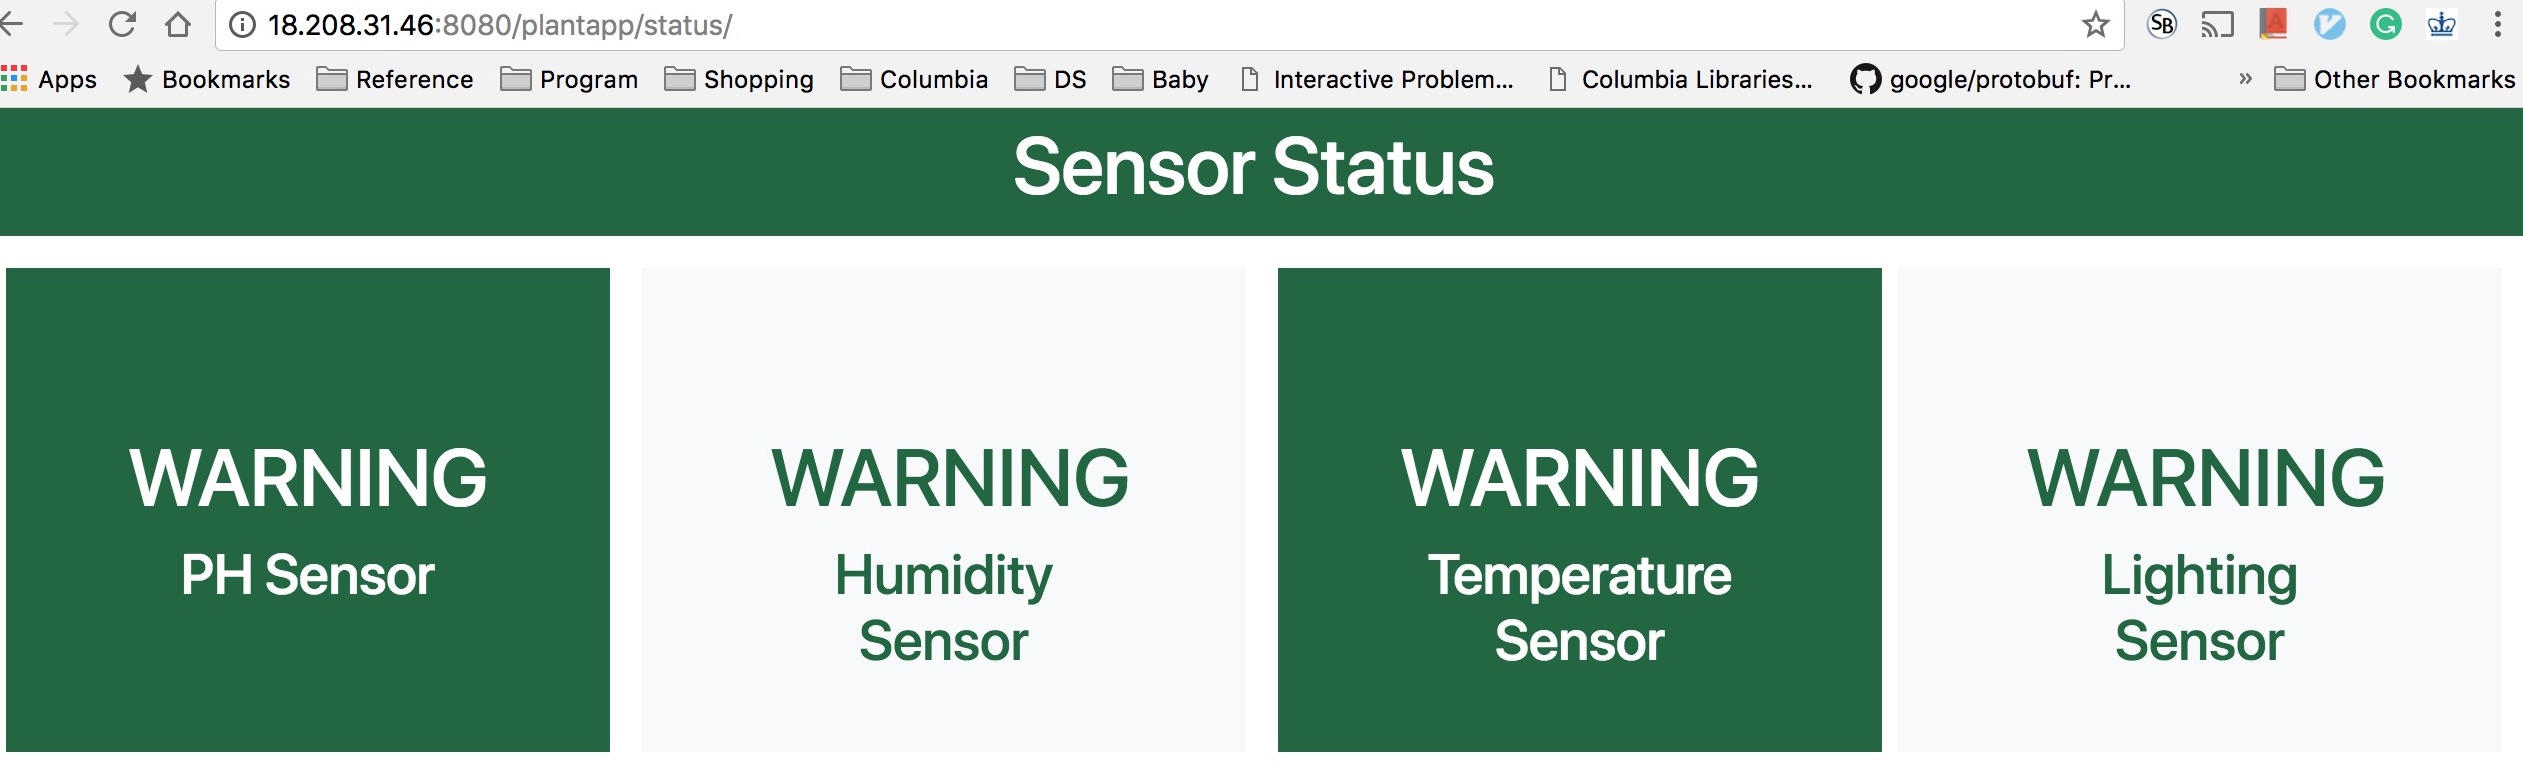 18.208.31.46:8080/plantapp/status/
SB
A
G
Apps Bookmarks Reference Program Shopping Columbia DS Baby Interactive Problem... Columbia Libraries... google/protobuf: Pr... » Other Bookmarks
Sensor Status
WARNING
PH Sensor
WARNING
Humidity
Sensor
WARNING
Temperature
Sensor
WARNING
Lighting
Sensor